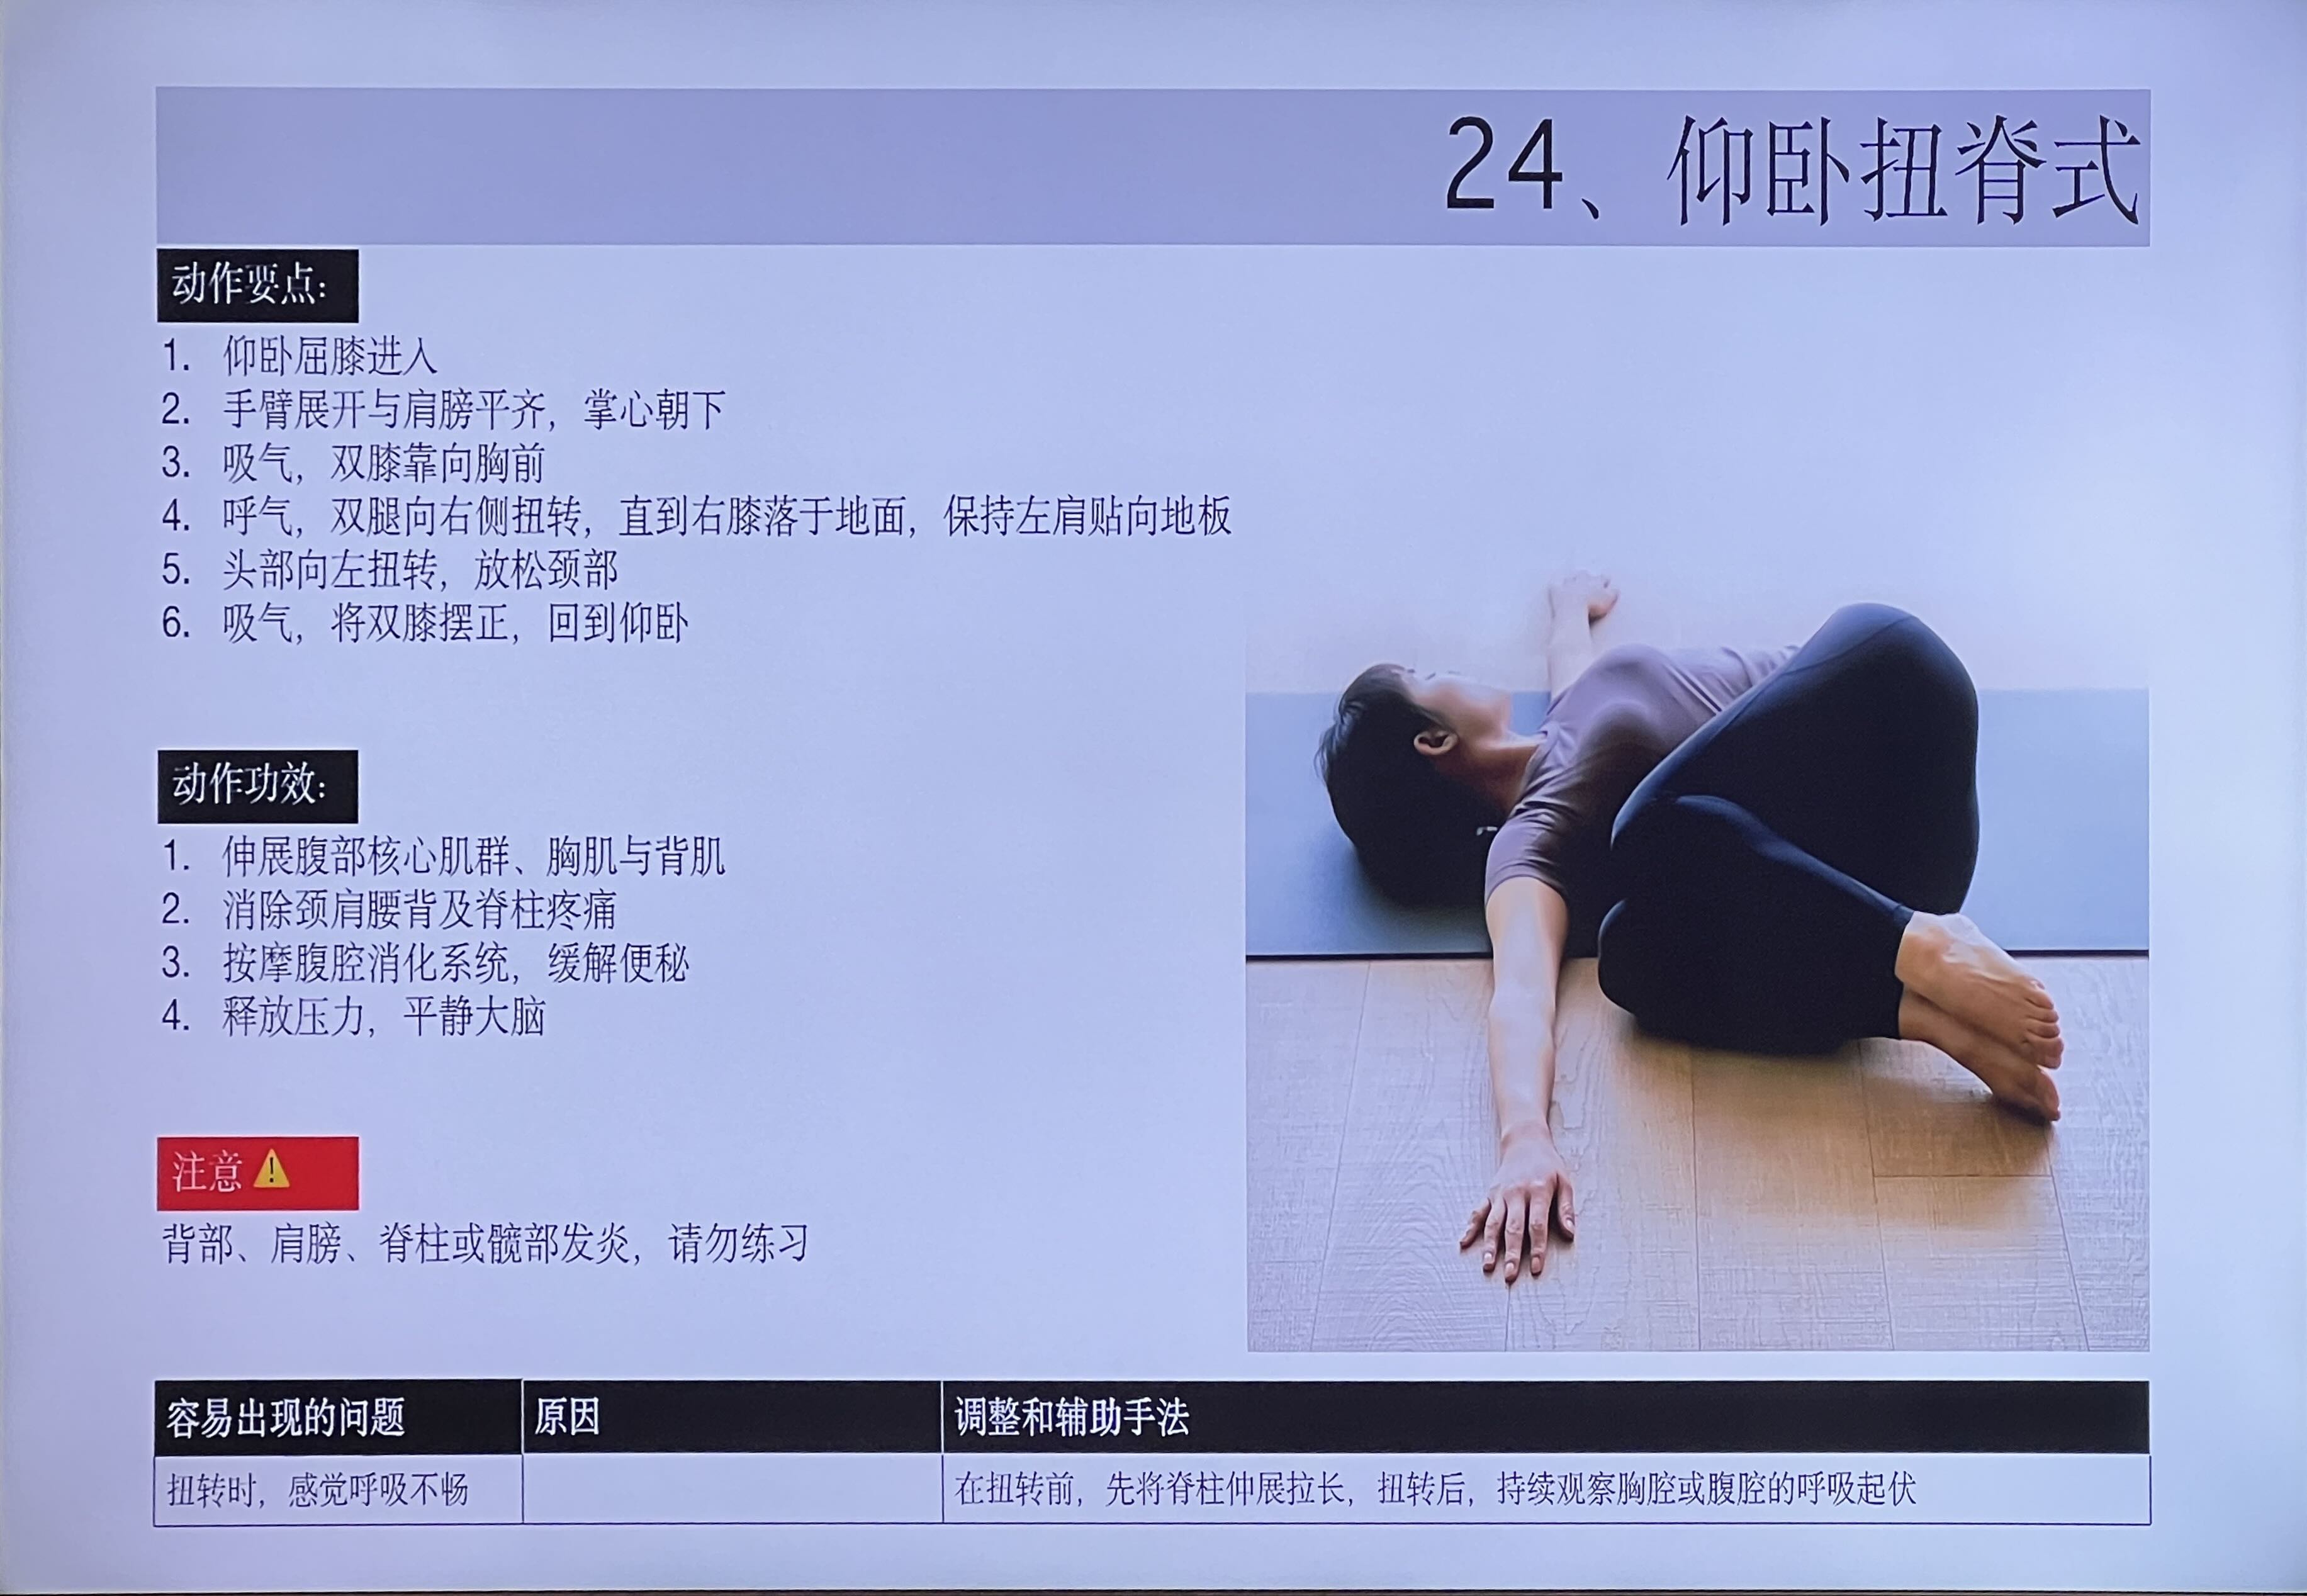 24、仰卧扭脊式
动作要点:
1. 仰卧屈膝进入
2. 手臂展开与肩膀平齐，掌心朝下
3. 吸气，双膝靠向胸前
4. 呼气，双腿向右侧扭转，直到右膝落于地面，保持左肩贴向地板
5. 头部向左扭转，放松颈部
6. 吸气，将双膝摆正，回到仰卧
动作功效:
1. 伸展腹部核心肌群、胸肌与背肌
2. 消除颈肩腰背及脊柱疼痛
3. 按摩腹腔消化系统，缓解便秘
4. 释放压力，平静大脑
注意⚠️
背部、肩膀、脊柱或髋部发炎，请勿练习
容易出现的问题 原因 调整和辅助手法
扭转时，感觉呼吸不畅 在扭转前，先将脊柱伸展拉长，扭转后，持续观察胸腔或腹腔的呼吸起伏